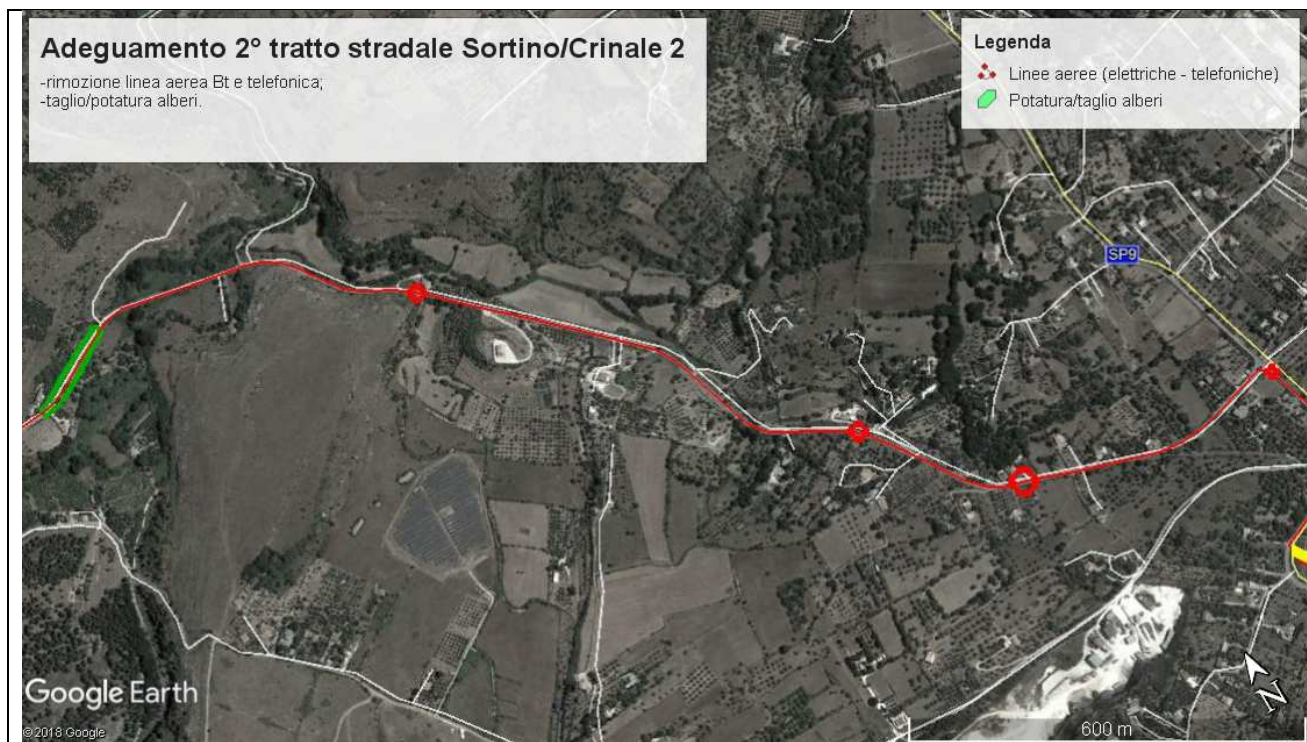 Adeguamento 2° tratto stradale Sortino/Crinale 2
-rimozione linea aerea Bt e telefonica;
-taglio/potatura alberi.
Legenda
Linee aeree (elettriche - telefoniche)
Potatura/taglio alberi
SP9
Google Earth
©2018 Google
600 m
N